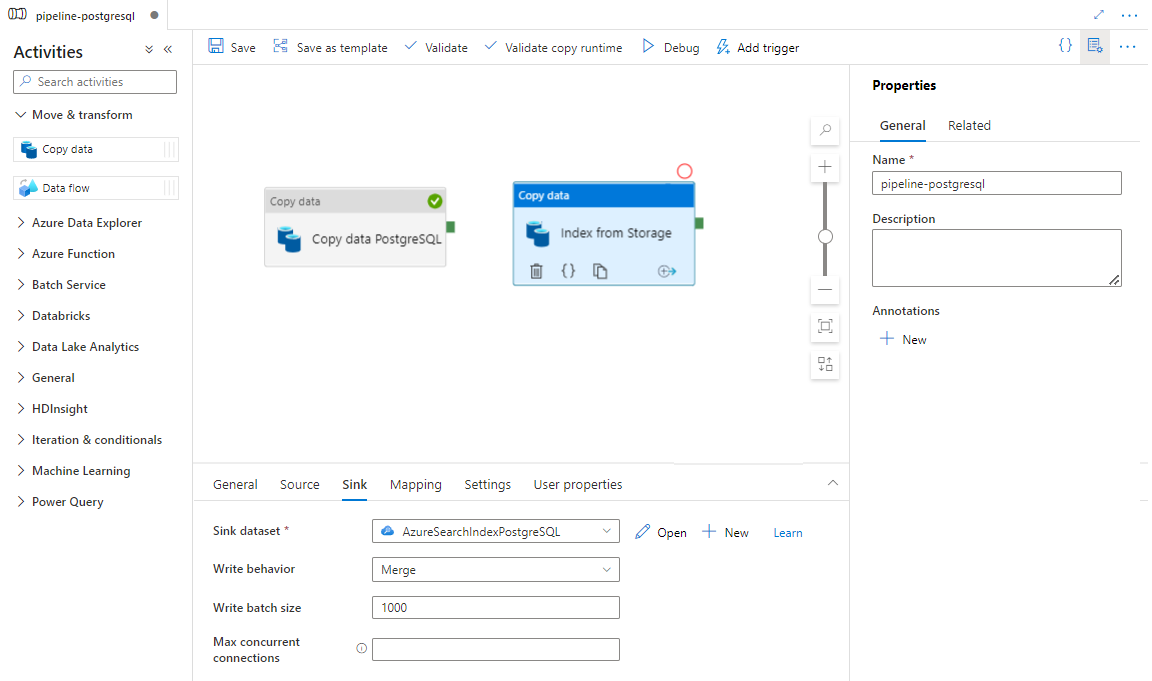 pipeline-postgresql
Activities
Search activities
Move & transform
Copy data
Data flow
Azure Data Explorer
Azure Function
Batch Service
Databricks
Data Lake Analytics
General
HDInsight
Iteration & conditionals
Machine Learning
Power Query
Save
Save as template
Validate
Validate copy runtime
Debug
Add trigger
Copy data
Copy data PostgreSQL
Copy data
Index from Storage
General
Source
Sink
Mapping
Settings
User properties
Sink dataset *
AzureSearchIndexPostgreSQL
Open
New
Learn
Write behavior
Merge
Write batch size
1000
Max concurrent
connections
Properties
General
Related
Name *
pipeline-postgresql
Description
Annotations
New